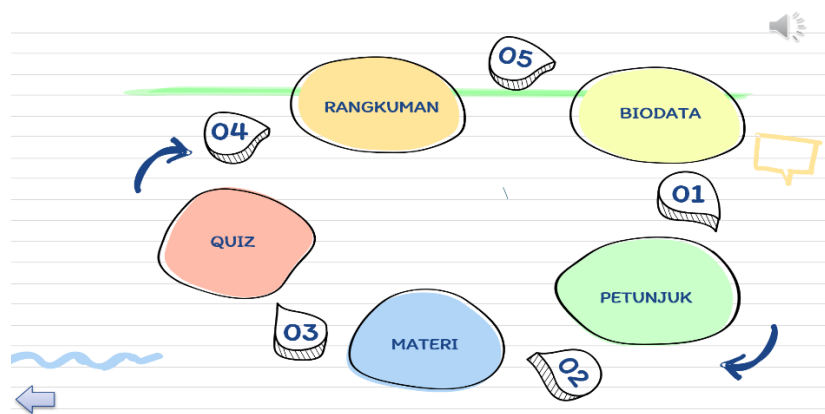 05
RANGKUMAN
BIODATA
04
01
QUIZ
PETUNJUK
03
MATERI
02